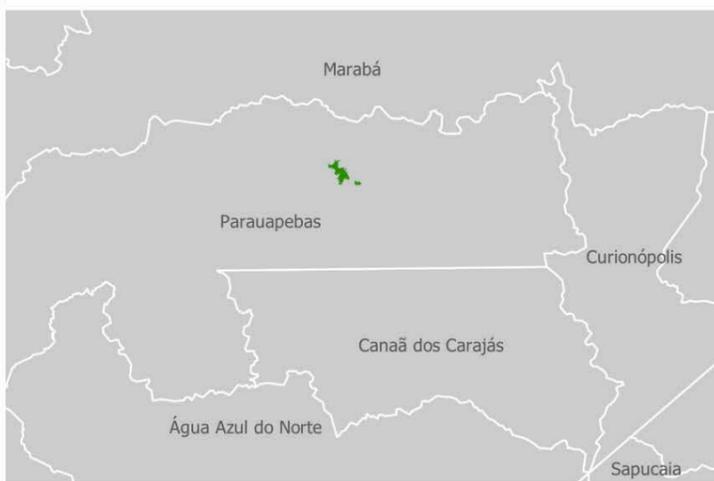 Marabá
Parauapebas
Curionópolis
Canaã dos Carajás
Água Azul do Norte
Sapucaia